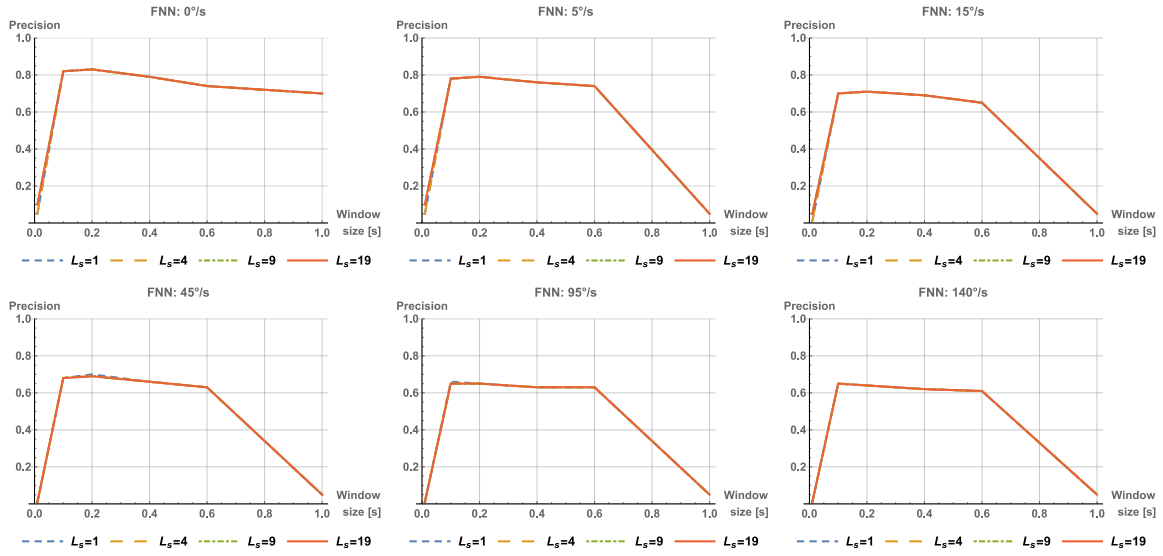 FNN: 0°/s
Precision
1.0
0.8
0.6
0.4
0.2
0.0 0.2 0.4 0.6 0.8 1.0
Window
size [s]
Ls=1 Ls=4 Ls=9 Ls=19
FNN: 5°/s
Precision
1.0
0.8
0.6
0.4
0.2
0.0 0.2 0.4 0.6 0.8 1.0
Window
size [s]
Ls=1 Ls=4 Ls=9 Ls=19
FNN: 15°/s
Precision
1.0
0.8
0.6
0.4
0.2
0.0 0.2 0.4 0.6 0.8 1.0
Window
size [s]
Ls=1 Ls=4 Ls=9 Ls=19
FNN: 45°/s
Precision
1.0
0.8
0.6
0.4
0.2
0.0 0.2 0.4 0.6 0.8 1.0
Window
size [s]
Ls=1 Ls=4 Ls=9 Ls=19
FNN: 95°/s
Precision
1.0
0.8
0.6
0.4
0.2
0.0 0.2 0.4 0.6 0.8 1.0
Window
size [s]
Ls=1 Ls=4 Ls=9 Ls=19
FNN: 140°/s
Precision
1.0
0.8
0.6
0.4
0.2
0.0 0.2 0.4 0.6 0.8 1.0
Window
size [s]
Ls=1 Ls=4 Ls=9 Ls=19